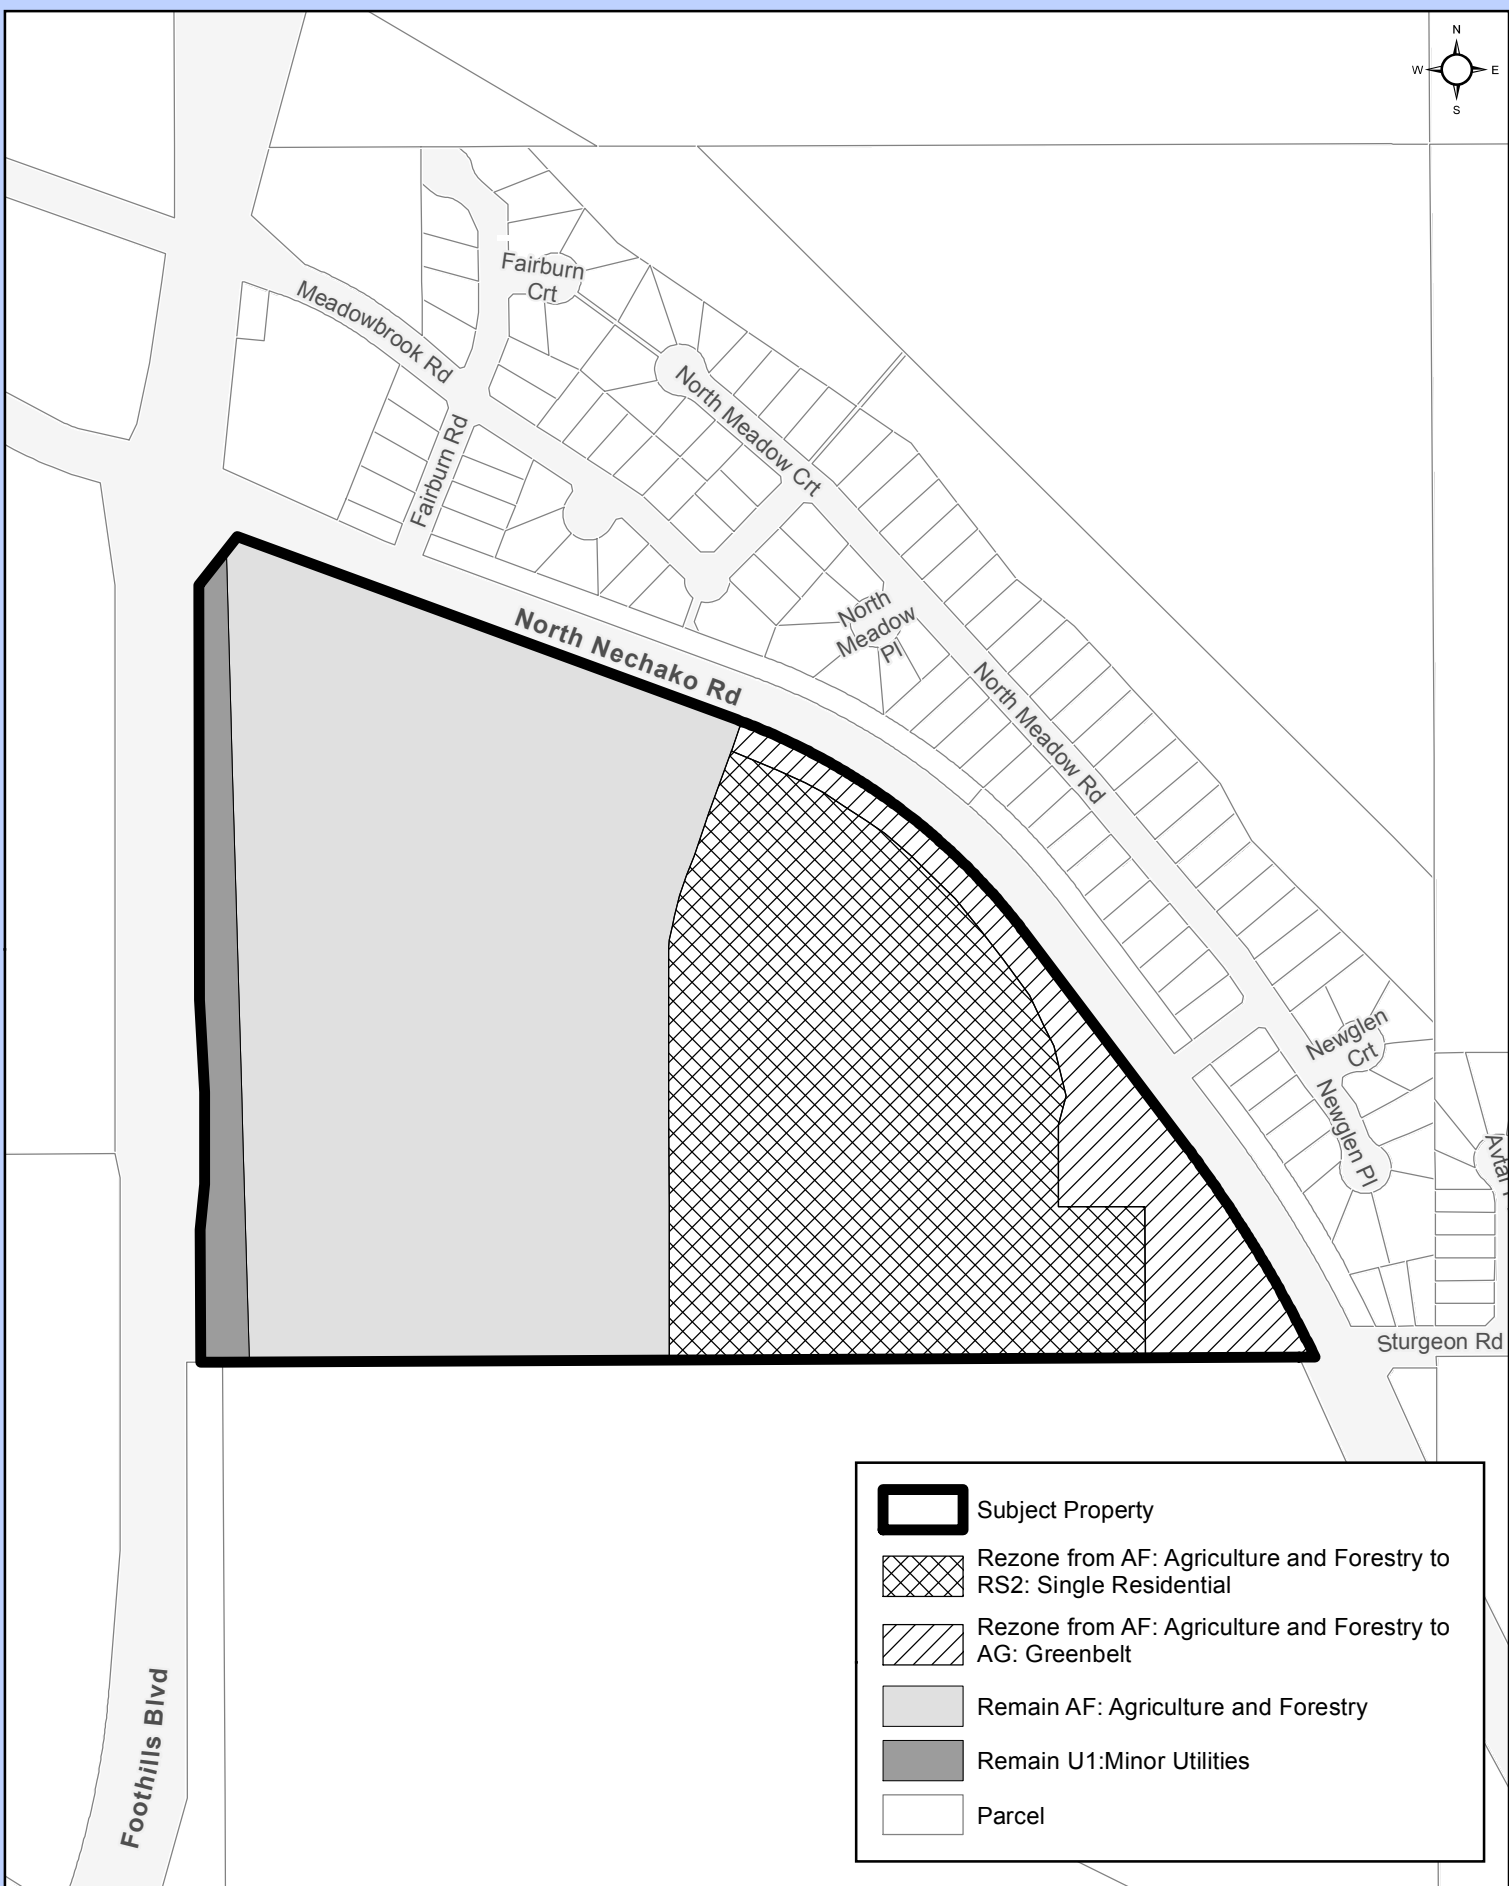 N
W E
S
Fairburn
Crt
Meadowbrook Rd
North Meadow Crt
Fairburn Rd
North
Meadow
Pl
North Nechako Rd
North Meadow Rd
Newglen
Crt
Newglen Pl
Sturgeon Rd
Subject Property
Rezone from AF: Agriculture and Forestry to
RS2: Single Residential
Rezone from AF: Agriculture and Forestry to
AG: Greenbelt
Remain AF: Agriculture and Forestry
Remain U1:Minor Utilities
Parcel
Foothills Blvd